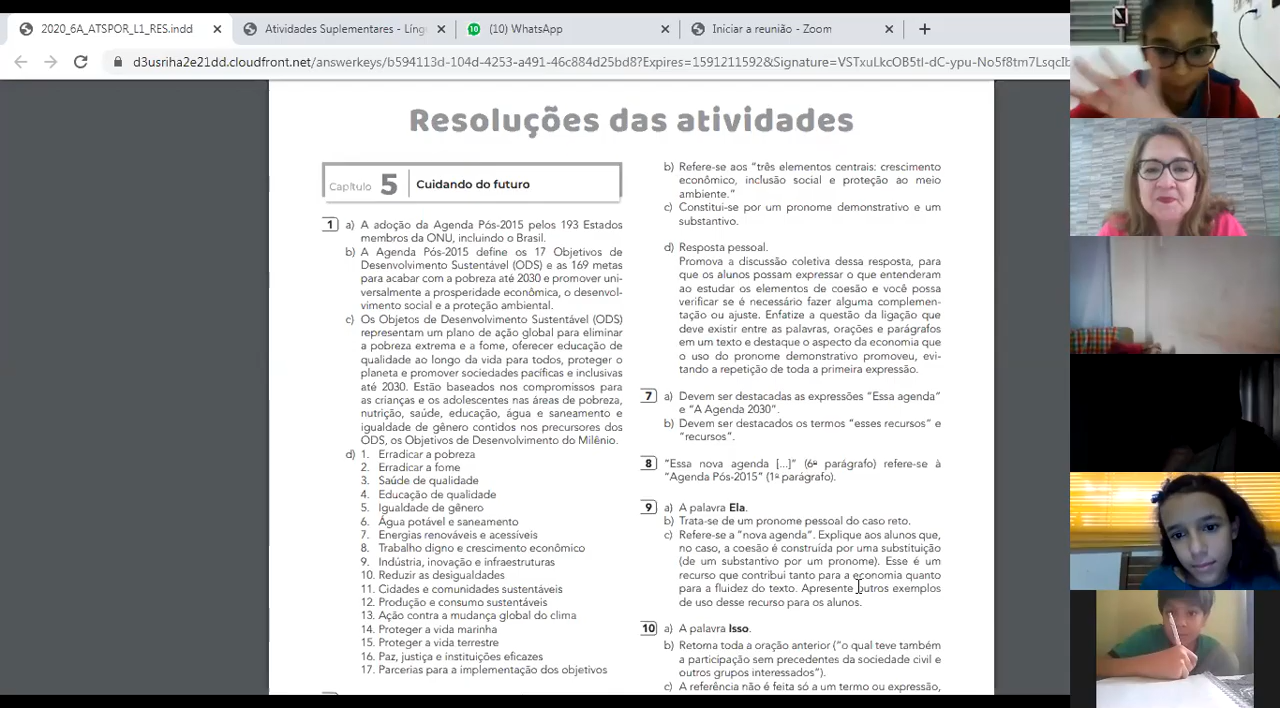 2020_6A_ATSPOR_L1_RES.indd
Atividades Suplementares - Líng
(10) WhatsApp
Iniciar a reunião - Zoom
d3usriha2e21dd.cloudfront.net/answerkeys/b594113d-104d-4253-a491-46c884d25bd8?Expires=1591211592&Signature=VSTxuLkcOB5tI-dC-ypu-No5f8tm7LsqcIb
Resoluções das atividades
Capítulo 5 Cuidando do futuro
1 a) A adoção da Agenda Pós-2015 pelos 193 Estados
membros da ONU, incluindo o Brasil.
b) A Agenda Pós-2015 define os 17 Objetivos de
Desenvolvimento Sustentável (ODS) e as 169 metas
para acabar com a pobreza até 2030 e promover uni-
versalmente a prosperidade econômica, o desenvol-
vimento social e a proteção ambiental.
c) Os Objetos de Desenvolvimento Sustentável (ODS)
representam um plano de ação global para eliminar
a pobreza extrema e a fome, oferecer educação de
qualidade ao longo da vida para todos, proteger o
planeta e promover sociedades pacíficas e inclusivas
até 2030. Estão baseados nos compromissos para
as crianças e os adolescentes nas áreas de pobreza,
nutrição, saúde, educação, água e saneamento e
igualdade de gênero contidos nos precursores dos
ODS, os Objetivos de Desenvolvimento do Milênio.
d) 1. Erradicar a pobreza
2. Erradicar a fome
3. Saúde de qualidade
4. Educação de qualidade
5. Igualdade de gênero
6. Água potável e saneamento
7. Energias renováveis e acessíveis
8. Trabalho digno e crescimento econômico
9. Indústria, inovação e infraestruturas
10. Reduzir as desigualdades
11. Cidades e comunidades sustentáveis
12. Produção e consumo sustentáveis
13. Ação contra a mudança global do clima
14. Proteger a vida marinha
15. Proteger a vida terrestre
16. Paz, justiça e instituições eficazes
17. Parcerias para a implementação dos objetivos
b) Refere-se aos “três elementos centrais: crescimento
econômico, inclusão social e proteção ao meio
ambiente.”
c) Constitui-se por um pronome demonstrativo e um
substantivo.
d) Resposta pessoal.
Promova a discussão coletiva dessa resposta, para
que os alunos possam expressar o que entenderam
ao estudar os elementos de coesão e você possa
verificar se é necessário fazer alguma complemen-
tação ou ajuste. Enfatize a questão da ligação que
deve existir entre as palavras, orações e parágrafos
em um texto e destaque o aspecto da economia que
o uso do pronome demonstrativo promoveu, evi-
tando a repetição de toda a primeira expressão.
7 a) Devem ser destacadas as expressões “Essa agenda”
e “A Agenda 2030”.
b) Devem ser destacados os termos “esses recursos” e
“recursos”.
8 “Essa nova agenda [...]” (6º parágrafo) refere-se à
“Agenda Pós-2015” (1º parágrafo).
9 a) A palavra Ela.
b) Trata-se de um pronome pessoal do caso reto.
c) Refere-se a “nova agenda”. Explique aos alunos que,
no caso, a coesão é construída por uma substituição
(de um substantivo por um pronome). Esse é um
recurso que contribui tanto para a economia quanto
para a fluidez do texto. Apresente outros exemplos
de uso desse recurso para os alunos.
10 a) A palavra Isso.
b) Retoma toda a oração anterior (“o qual teve também
a participação sem precedentes da sociedade civil e
outros grupos interessados”).
c) A referência não é feita só a um termo ou expressão,